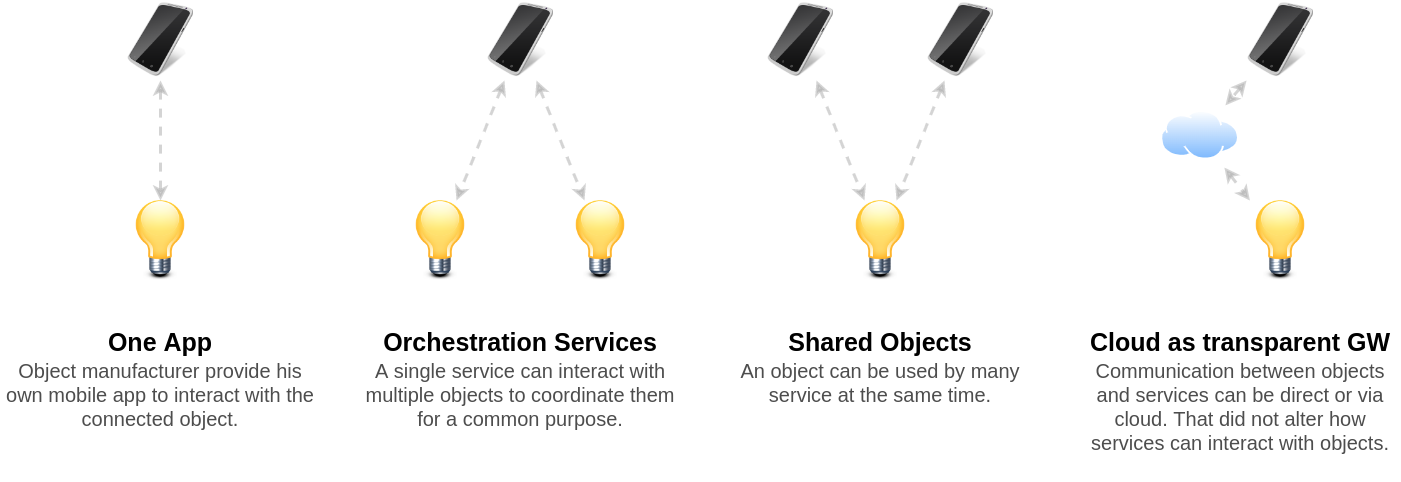 One App
Object manufacturer provide his
own mobile app to interact with the
connected object.
Orchestration Services
A single service can interact with
multiple objects to coordinate them
for a common purpose.
Shared Objects
An object can be used by many
service at the same time.
Cloud as transparent GW
Communication between objects
and services can be direct or via
cloud. That did not alter how
services can interact with objects.